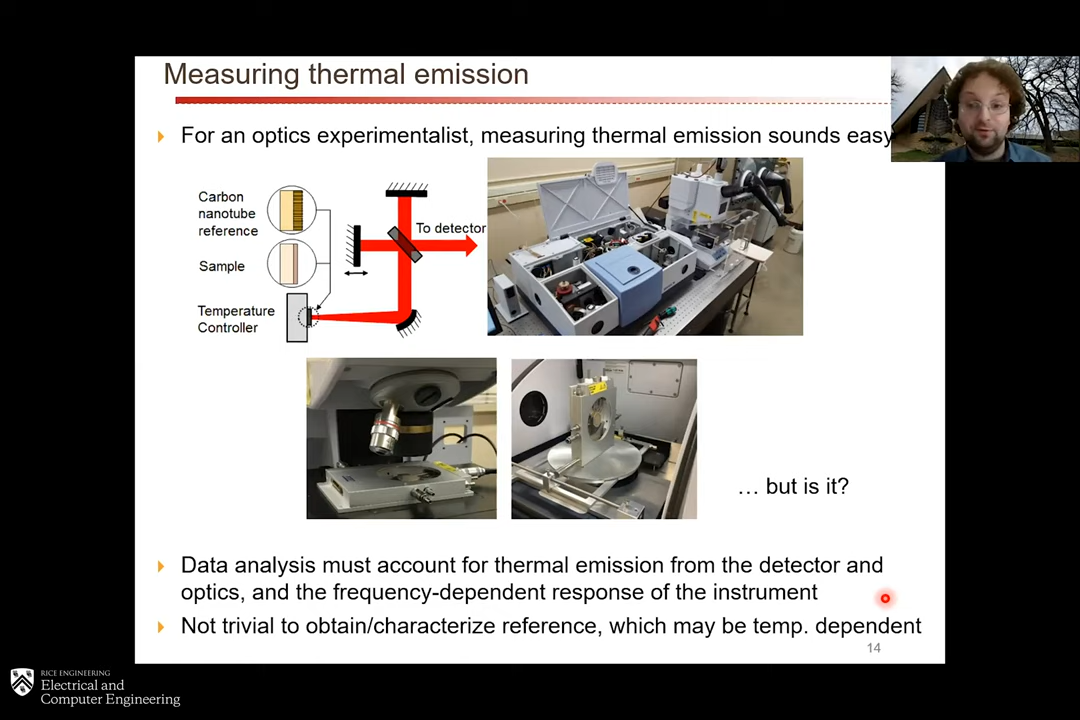 Measuring thermal emission
For an optics experimentalist, measuring thermal emission sounds easy
Carbon
nanotube
reference
To detector
Sample
Temperature
Controller
… but is it?
Data analysis must account for thermal emission from the detector and
optics, and the frequency-dependent response of the instrument
Not trivial to obtain/characterize reference, which may be temp. dependent
14
RICE ENGINEERING
Electrical and
Computer Engineering